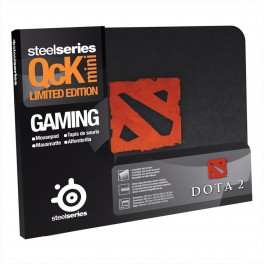 steelseries
QcK mini
LIMITED EDITION
GAMING
▪Mousepad ▪Tapis de souris
▪Mausmatte ▪Alfombrilla
steelseries
DOTA 2